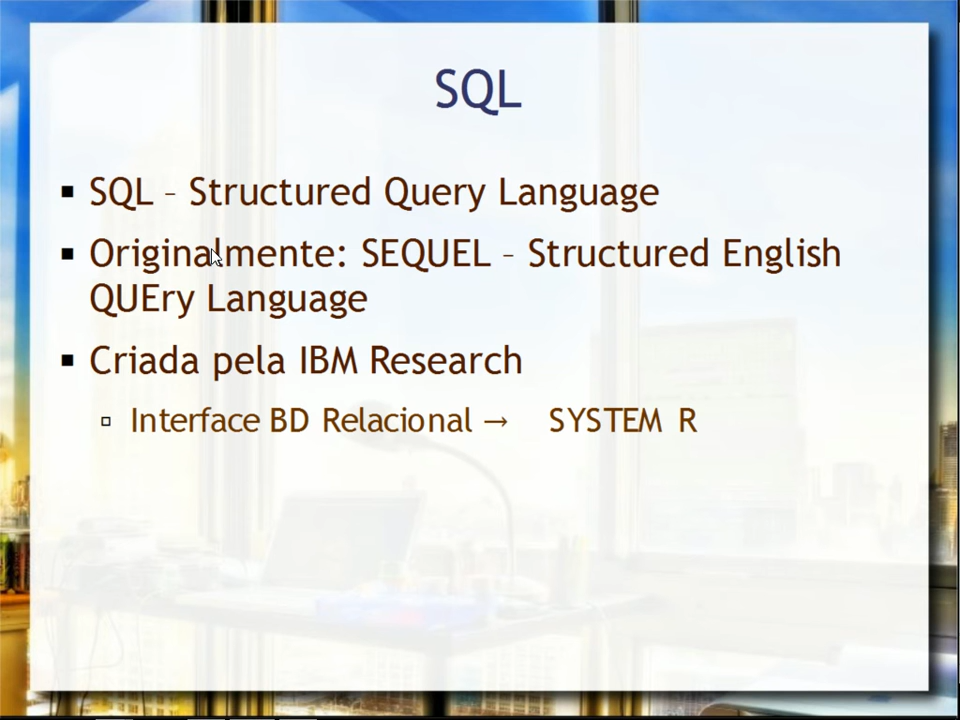 SQL
▪ SQL – Structured Query Language
▪ Originalmente: SEQUEL – Structured English
QUEry Language
▪ Criada pela IBM Research
▫ Interface BD Relacional → SYSTEM R